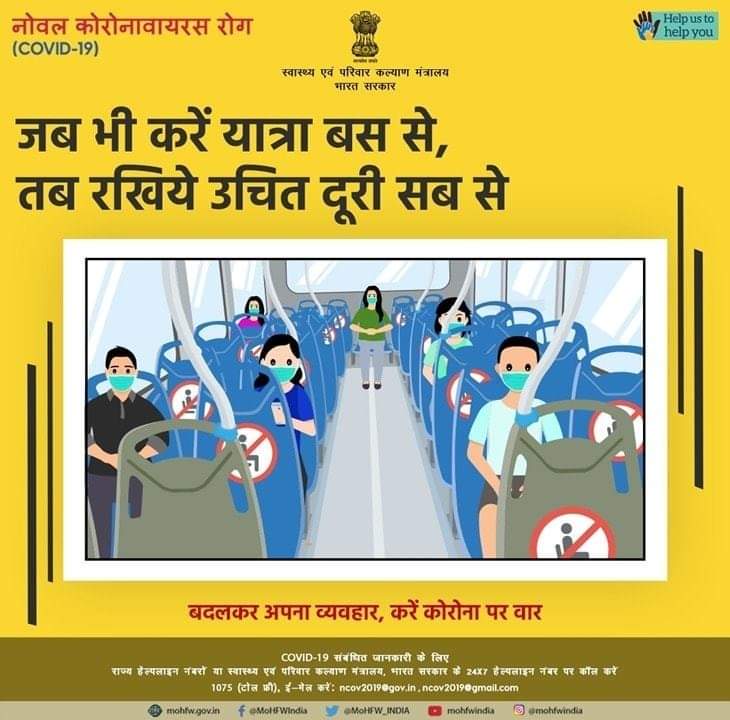 नोवल कोरोनावायरस रोग
(COVID-19)
Help us to
help you
सत्यमेव जयते
स्वास्थ्य एवं परिवार कल्याण मंत्रालय
भारत सरकार
जब भी करें यात्रा बस से,
तब रखिये उचित दूरी सब से
बदलकर अपना व्यवहार, करें कोरोना पर वार
COVID-19 संबंधित जानकारी के लिए
राज्य हेल्पलाइन नंबरों या स्वास्थ्य एवं परिवार कल्याण मंत्रालय, भारत सरकार के 24X7 हेल्पलाइन नंबर पर कॉल करें
1075 (टोल फ्री), ई-मेल करें: ncov2019@gov.in , ncov2019@gmail.com
mohfw.gov.in @MoHFWIndia @MoHFW_INDIA mohfwindia @mohfwindia